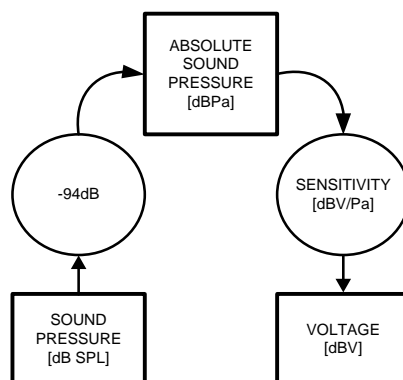 ABSOLUTE
SOUND
PRESSURE
[dBPa]
-94dB
SENSITIVITY
[dBV/Pa]
SOUND
PRESSURE
[dB SPL]
VOLTAGE
[dBV]